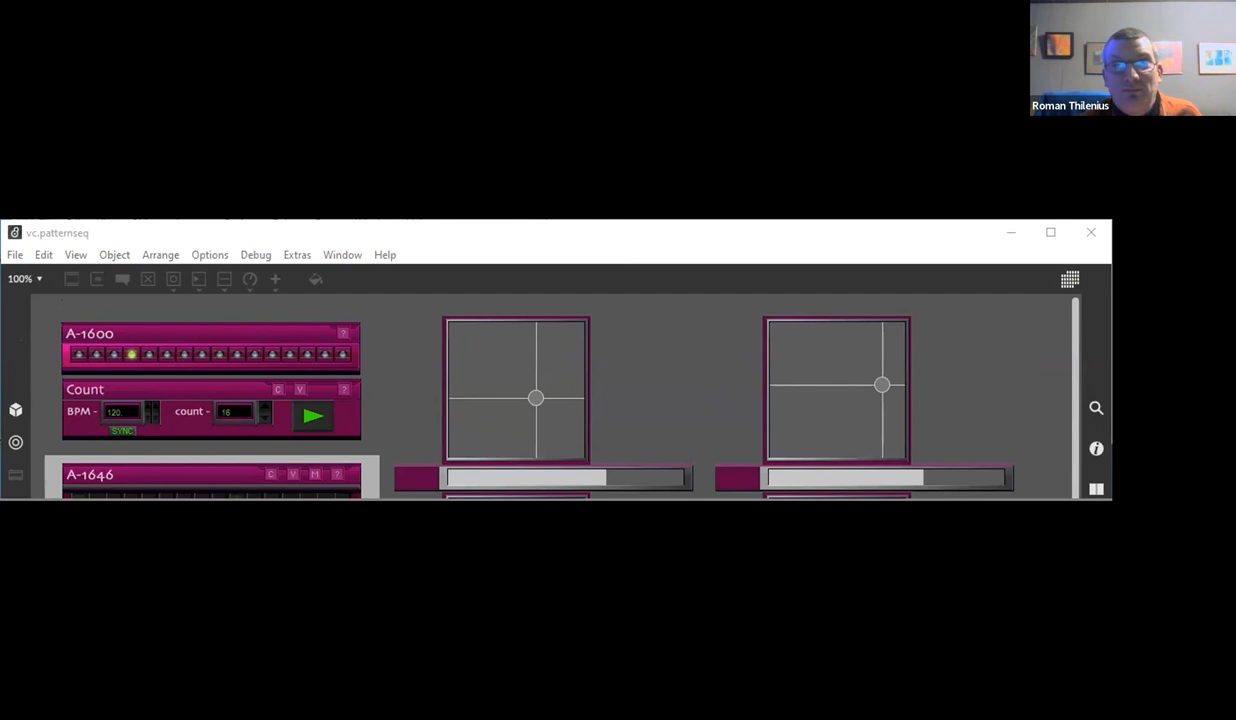 Roman Thilenius
vc.patternseq
File Edit View Object Arrange Options Debug Extras Window Help
100%
A-1600 ?
Count C V ?
BPM - 120. count - 16
SYNC
A-1646 C V M ?